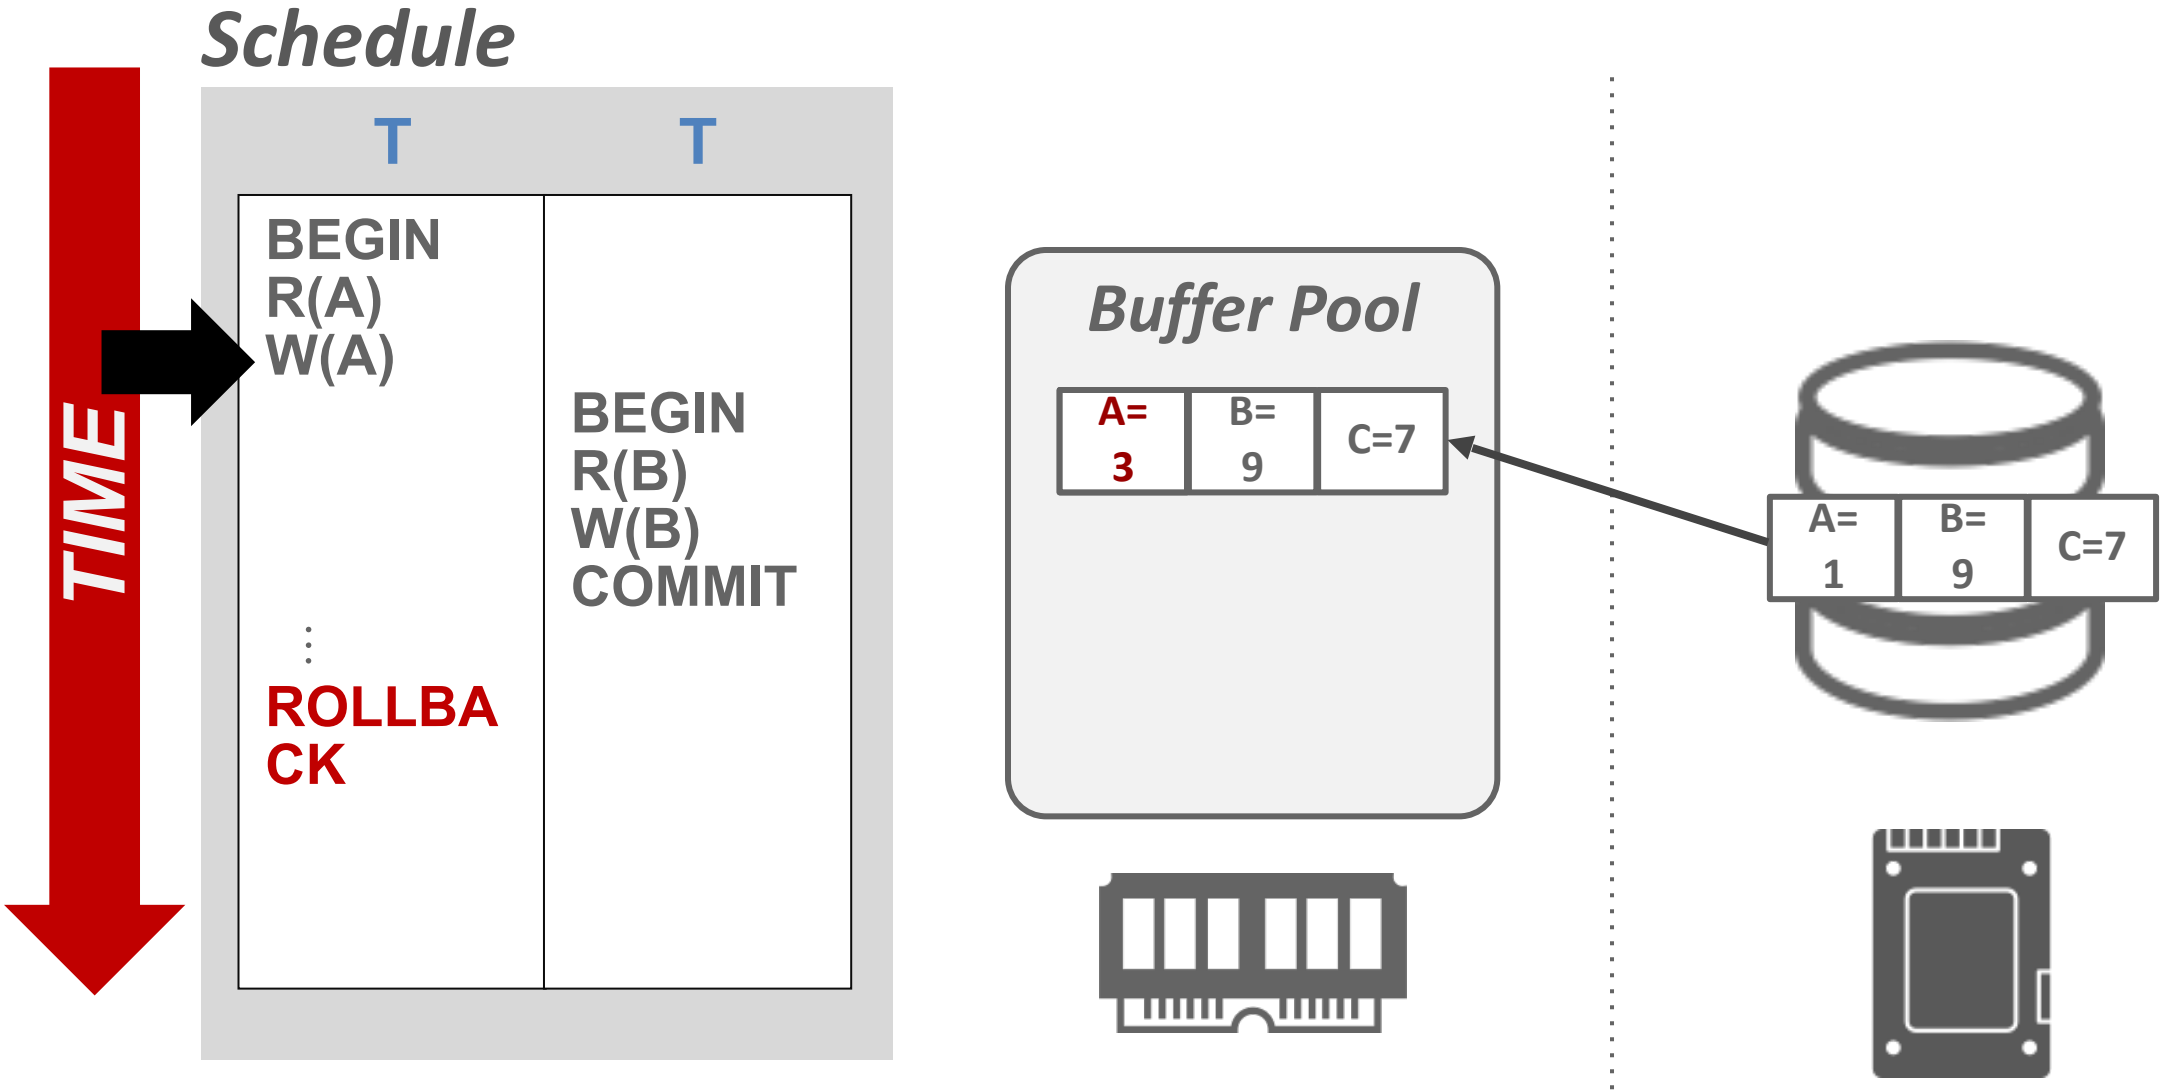 Schedule
TIME
T
T
BEGIN
R(A)
W(A)
⋮
ROLLBA
CK
BEGIN
R(B)
W(B)
COMMIT
Buffer Pool
A=
3
B=
9
C=7
A=
1
B=
9
C=7